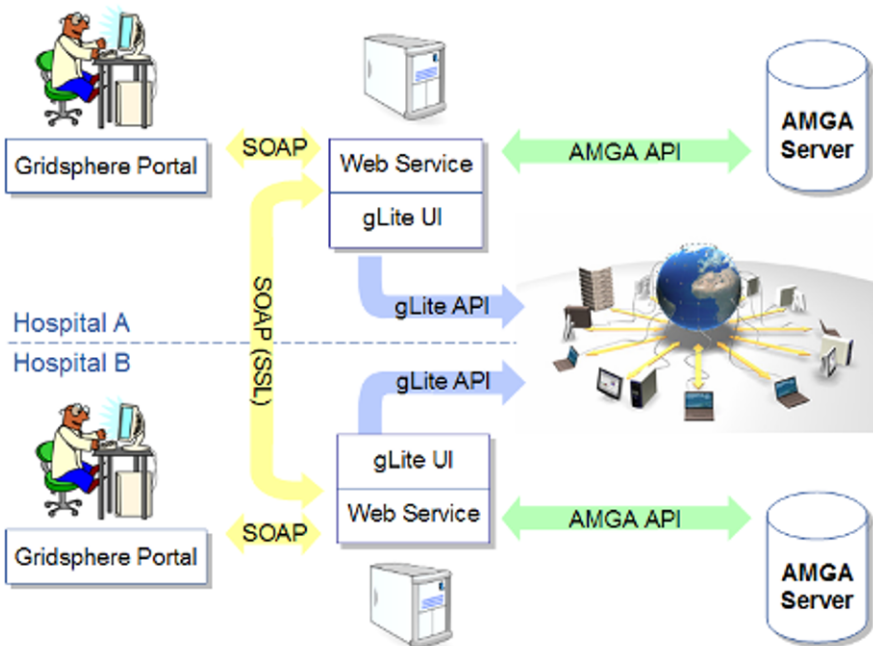 SOAP
AMGA API
AMGA
Server
Gridsphere Portal
Web Service
gLite UI
SOAP (SSL)
gLite API
Hospital A
Hospital B
gLite API
gLite UI
Web Service
SOAP
AMGA API
Gridsphere Portal
AMGA
Server